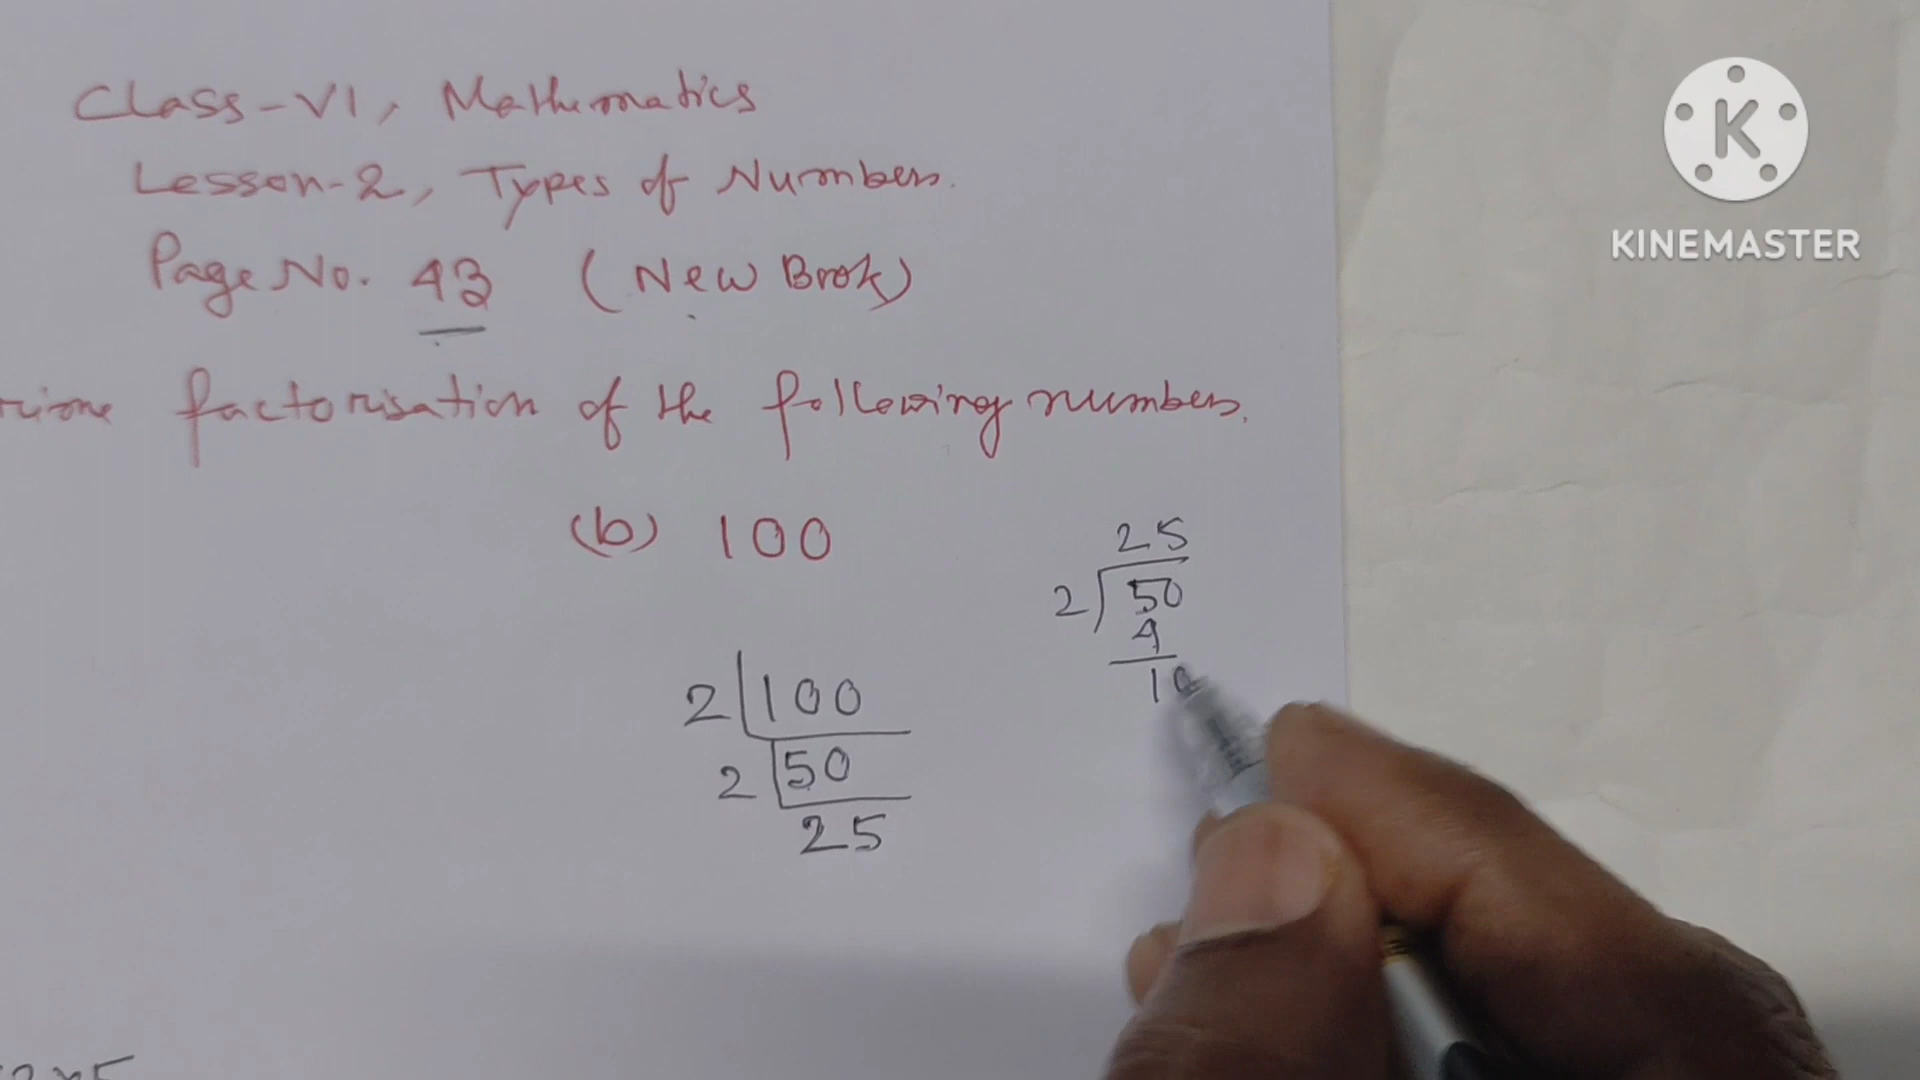 Class-VI, Mathematics
Lesson-2, Types of Numbers.
Page No. 43 (New Book)
factorisation of the following numbers.
(b) 100
2 100
2 50
25
25
2 50
4
10
K
KINEMASTER